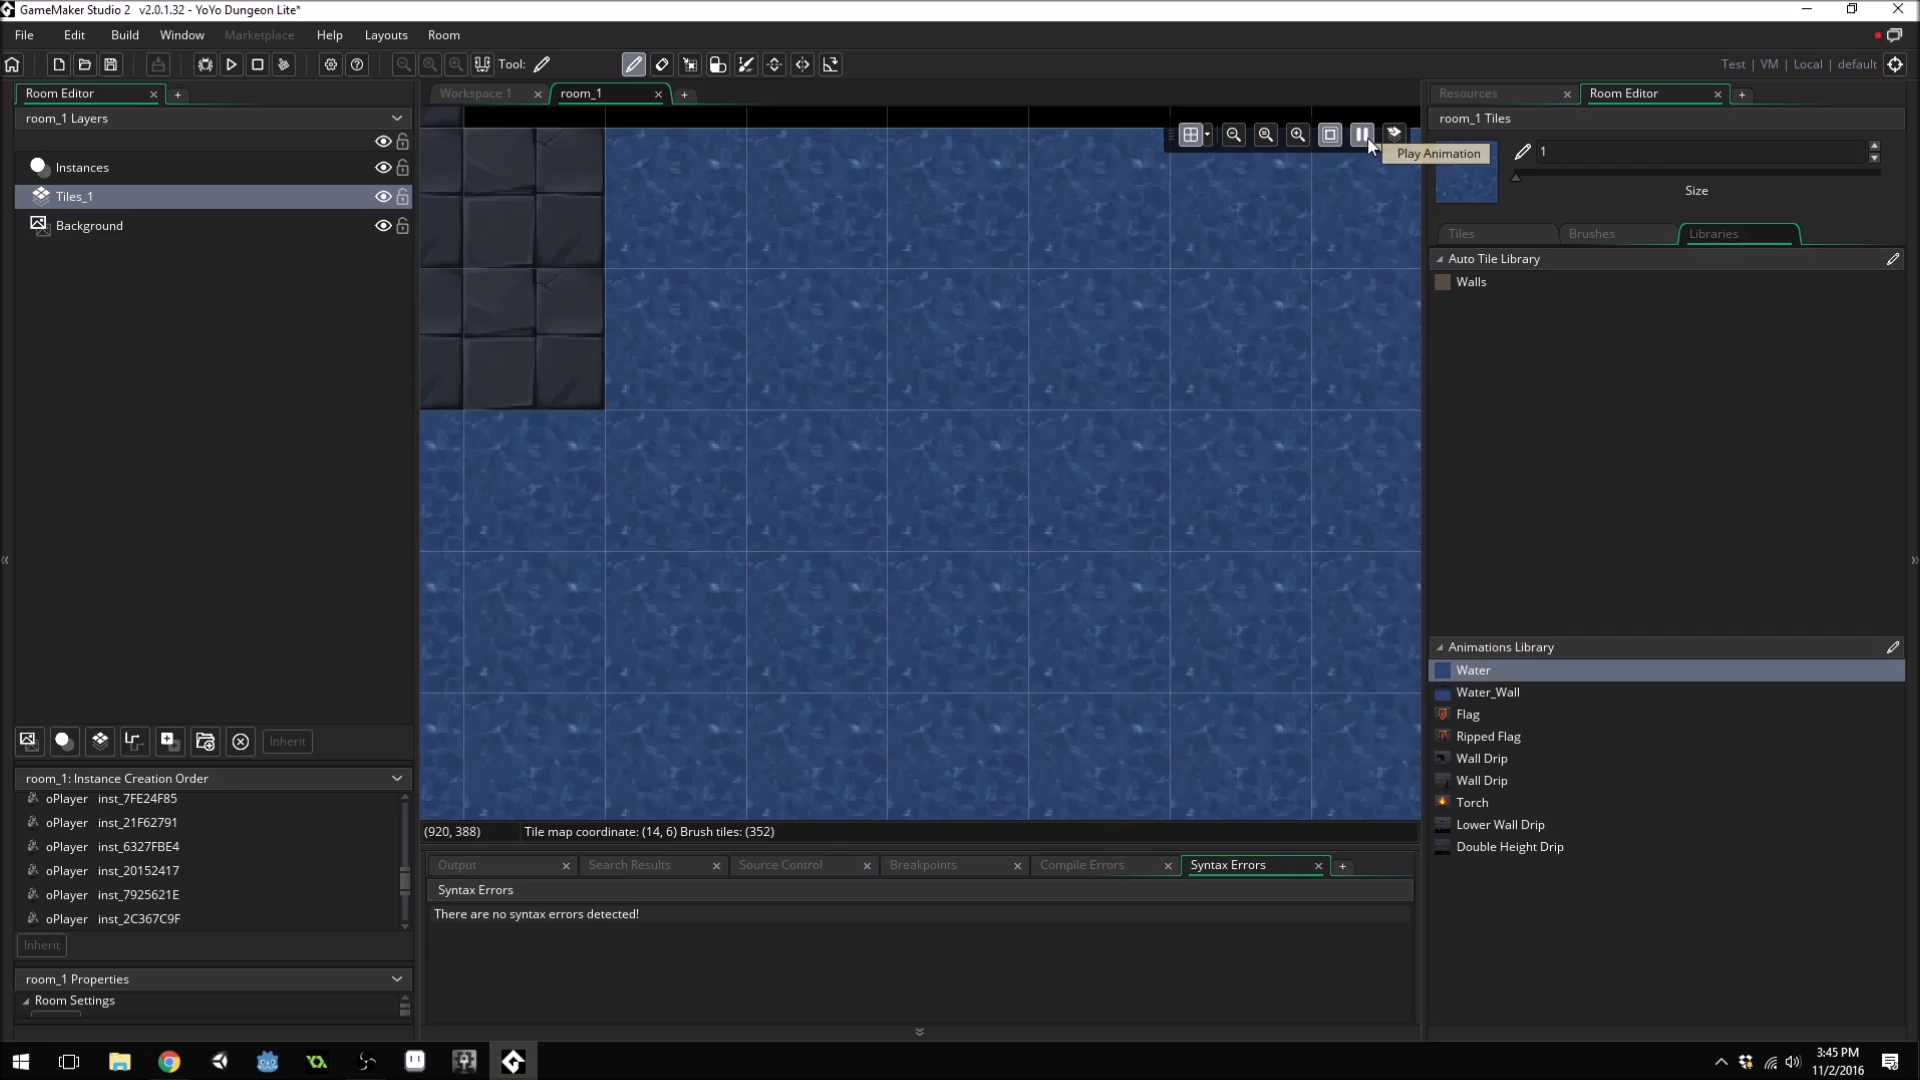 GameMaker Studio 2   v2.0.1.32 - YoYo Dungeon Lite*
File Edit Build Window Marketplace Help Layouts Room
Tool:
Test | VM | Local | default
Room Editor
Workspace 1
room_1
Resources
Room Editor
room_1 Layers
room_1 Tiles
Play Animation
1
Instances
Tiles_1
Size
Background
Tiles
Brushes
Libraries
Auto Tile Library
Walls
Animations Library
Water
Water_Wall
Flag
Ripped Flag
Wall Drip
Wall Drip
Torch
Lower Wall Drip
Double Height Drip
Inherit
room_1: Instance Creation Order
oPlayer inst_7FE24F85
oPlayer inst_21F62791
oPlayer inst_6327FBE4
oPlayer inst_20152417
oPlayer inst_7925621E
oPlayer inst_2C367C9F
Inherit
room_1 Properties
Room Settings
(920, 388) Tile map coordinate: (14, 6) Brush tiles: (352)
Output
Search Results
Source Control
Breakpoints
Compile Errors
Syntax Errors
Syntax Errors
There are no syntax errors detected!
3:45 PM
11/2/2016